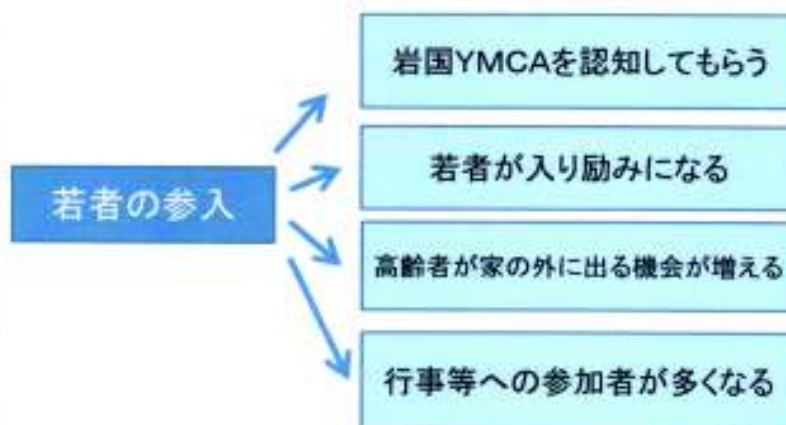 若者の参入
岩国YMCAを認知してもらう
若者が入り励みになる
高齢者が家の外に出る機会が増える
行事等への参加者が多くなる